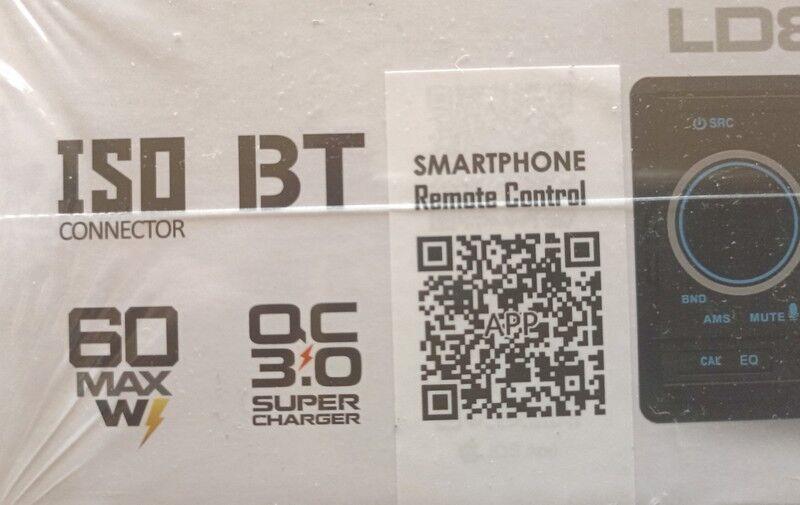 LD8
SRC
ISO
CONNECTOR
BT
SMARTPHONE
Remote Control
APP
60
MAX
W
QC
3.0
SUPER
CHARGER
BND
AMS
MUTE
CAL
EQ